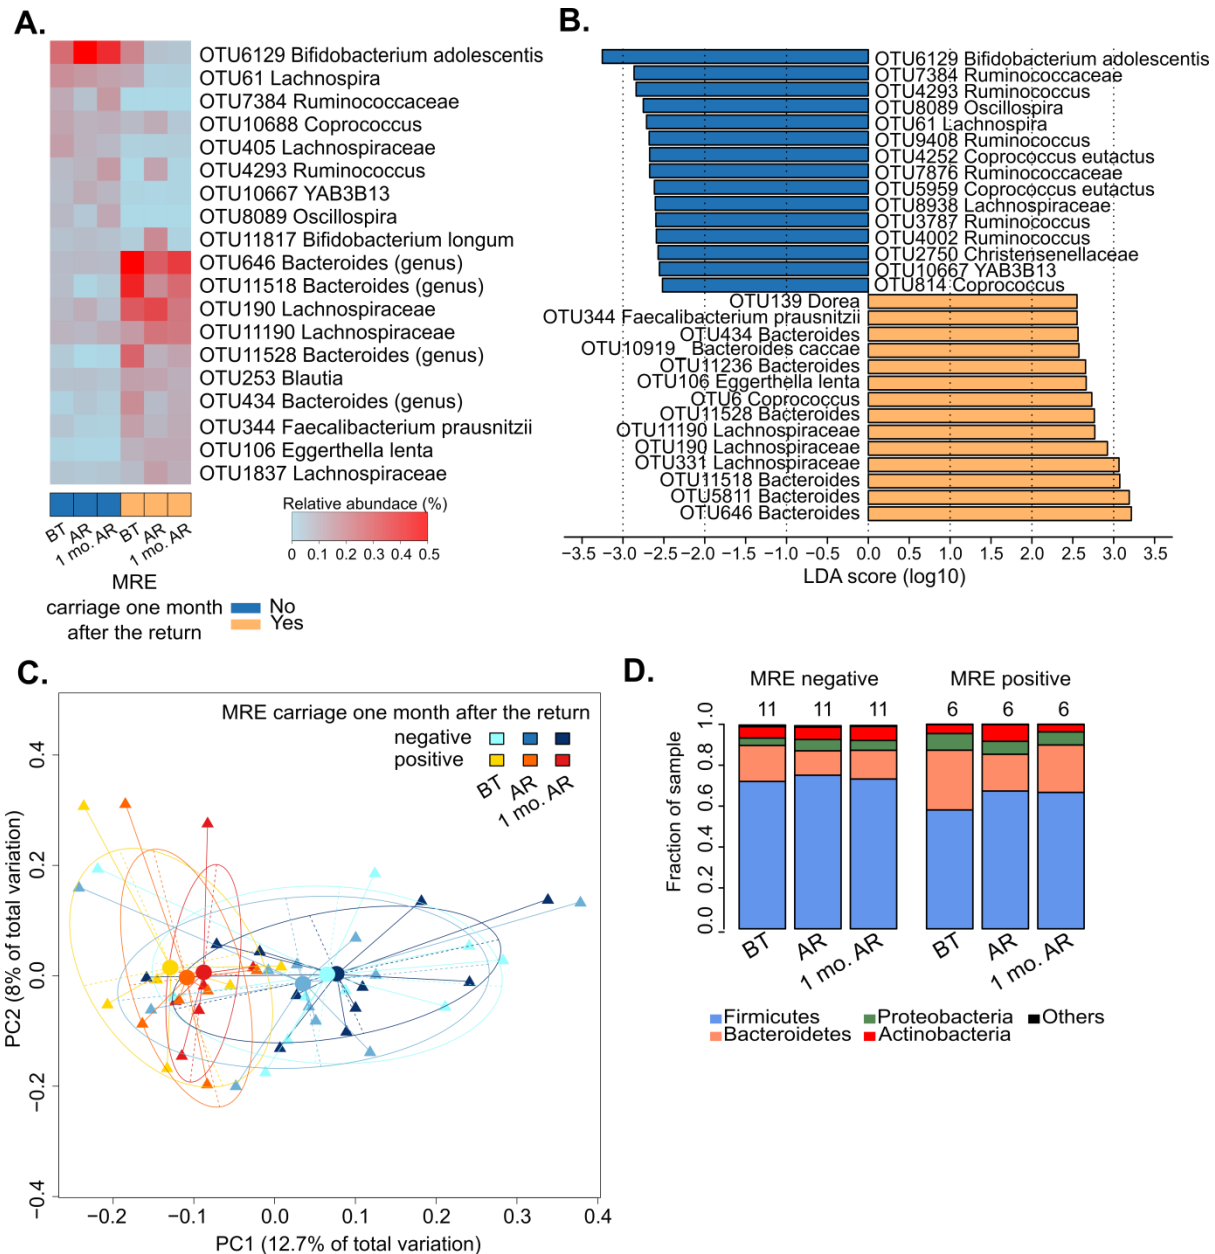 A.
OTU6129 Bifidobacterium adolescentis
OTU61 Lachnospira
OTU7384 Ruminococcaceae
OTU10688 Coprococcus
OTU405 Lachnospiraceae
OTU4293 Ruminococcus
OTU10667 YAB3B13
OTU8089 Oscillospira
OTU11817 Bifidobacterium longum
OTU646 Bacteroides (genus)
OTU11518 Bacteroides (genus)
OTU190 Lachnospiraceae
OTU11190 Lachnospiraceae
OTU11528 Bacteroides (genus)
OTU253 Blautia
OTU434 Bacteroides (genus)
OTU344 Faecalibacterium prausnitzii
OTU106 Eggerthella lenta
OTU1837 Lachnospiraceae
BT AR 1 mo. AR BT AR 1 mo. AR
Relative abundace (%)
0 0.1 0.2 0.3 0.4 0.5
MRE
carriage one month
after the return
No
Yes
B.
OTU6129 Bifidobacterium adolescentis
OTU7384 Ruminococcaceae
OTU4293 Ruminococcus
OTU8089 Oscillospira
OTU61 Lachnospira
OTU9408 Ruminococcus
OTU4252 Coprococcus eutactus
OTU7876 Ruminococcaceae
OTU5959 Coprococcus eutactus
OTU8938 Lachnospiraceae
OTU3787 Ruminococcus
OTU4002 Ruminococcus
OTU2750 Christensenellaceae
OTU10667 YAB3B13
OTU814 Coprococcus
OTU139 Dorea
OTU344 Faecalibacterium prausnitzii
OTU434 Bacteroides
OTU10919_ Bacteroides caccae
OTU11236 Bacteroides
OTU106 Eggerthella lenta
OTU6 Coprococcus
OTU11528 Bacteroides
OTU11190 Lachnospiraceae
OTU190 Lachnospiraceae
OTU331 Lachnospiraceae
OTU11518 Bacteroides
OTU5811 Bacteroides
OTU646 Bacteroides
−3.5 −3.0 −2.5 −2.0 −1.5 −1.0 −0.5 0.0 0.5 1.0 1.5 2.0 2.5 3.0 3.5
LDA score (log10)
C.
MRE carriage one month after the return
negative
positive
BT AR 1 mo. AR
0.4
0.2
0.0
−0.2
−0.4
PC2 (8% of total variation)
−0.2 −0.1 0.0 0.1 0.2 0.3 0.4
PC1 (12.7% of total variation)
D.
MRE negative MRE positive
11 11 11 6 6 6
1.0
0.8
0.6
0.4
0.2
0.0
Fraction of sample
BT AR 1 mo. AR BT AR 1 mo. AR
Firmicutes Proteobacteria Others
Bacteroidetes Actinobacteria